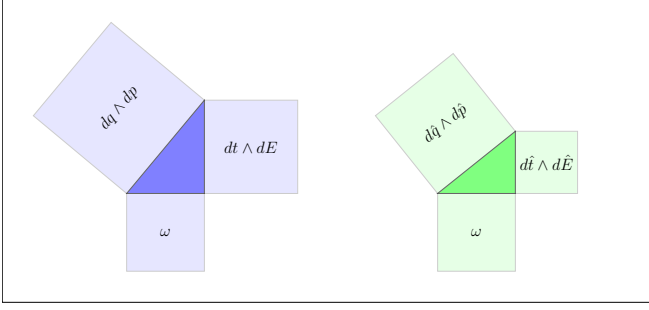 dq ∧ dp
dt ∧ dE
ω
dq̂ ∧ dp̂
dt̂ ∧ dÊ
ω